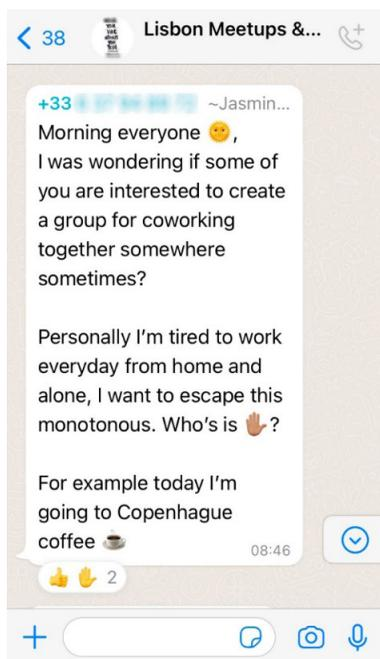 38
Lisbon Meetups &...
+33 ~Jasmin...
Morning everyone 🌞,
I was wondering if some of
you are interested to create
a group for coworking
together somewhere
sometimes?
Personally I'm tired to work
everyday from home and
alone, I want to escape this
monotonous. Who's is 🖐🏽?
For example today I'm
going to Copenhague
coffee ☕
08:46
👍 ✋ 2